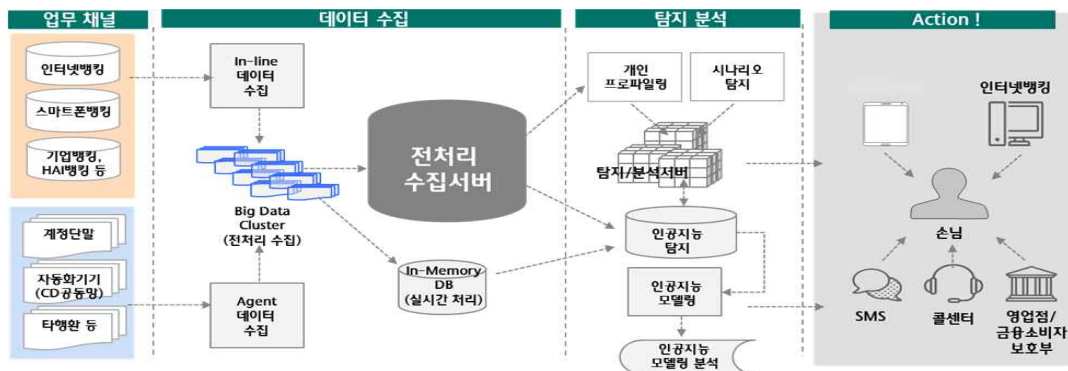 업무 채널
인터넷뱅킹
스마트폰뱅킹
기업뱅킹,
HAI뱅킹 등
계정단말
자동화기기
(CD공동망)
타행환 등
데이터 수집
In-line
데이터
수집
Big Data
Cluster
(전처리 수집)
Agent
데이터
수집
전처리
수집서버
In-Memory
DB
(실시간 처리)
탐지 분석
개인
프로파일링
시나리오
탐지
탐지/분석서버
인공지능
탐지
인공지능
모델링
인공지능
모델링 분석
Action !
인터넷뱅킹
손님
SMS
콜센터
영업점/
금융소비자
보호부